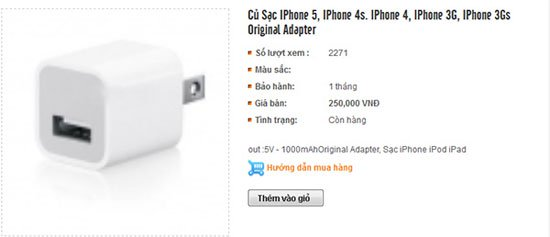 Củ Sạc IPhone 5, IPhone 4s. IPhone 4, IPhone 3G, IPhone 3Gs
Original Adapter
Số lượt xem : 2271
Màu sắc:
Bảo hành: 1 tháng
Giá bàn: 250,000 VNĐ
Tình trạng: Còn hàng
out :5V - 1000mAhOriginal Adapter, Sạc iPhone iPod iPad
Hướng dẫn mua hàng
Thêm vào giỏ